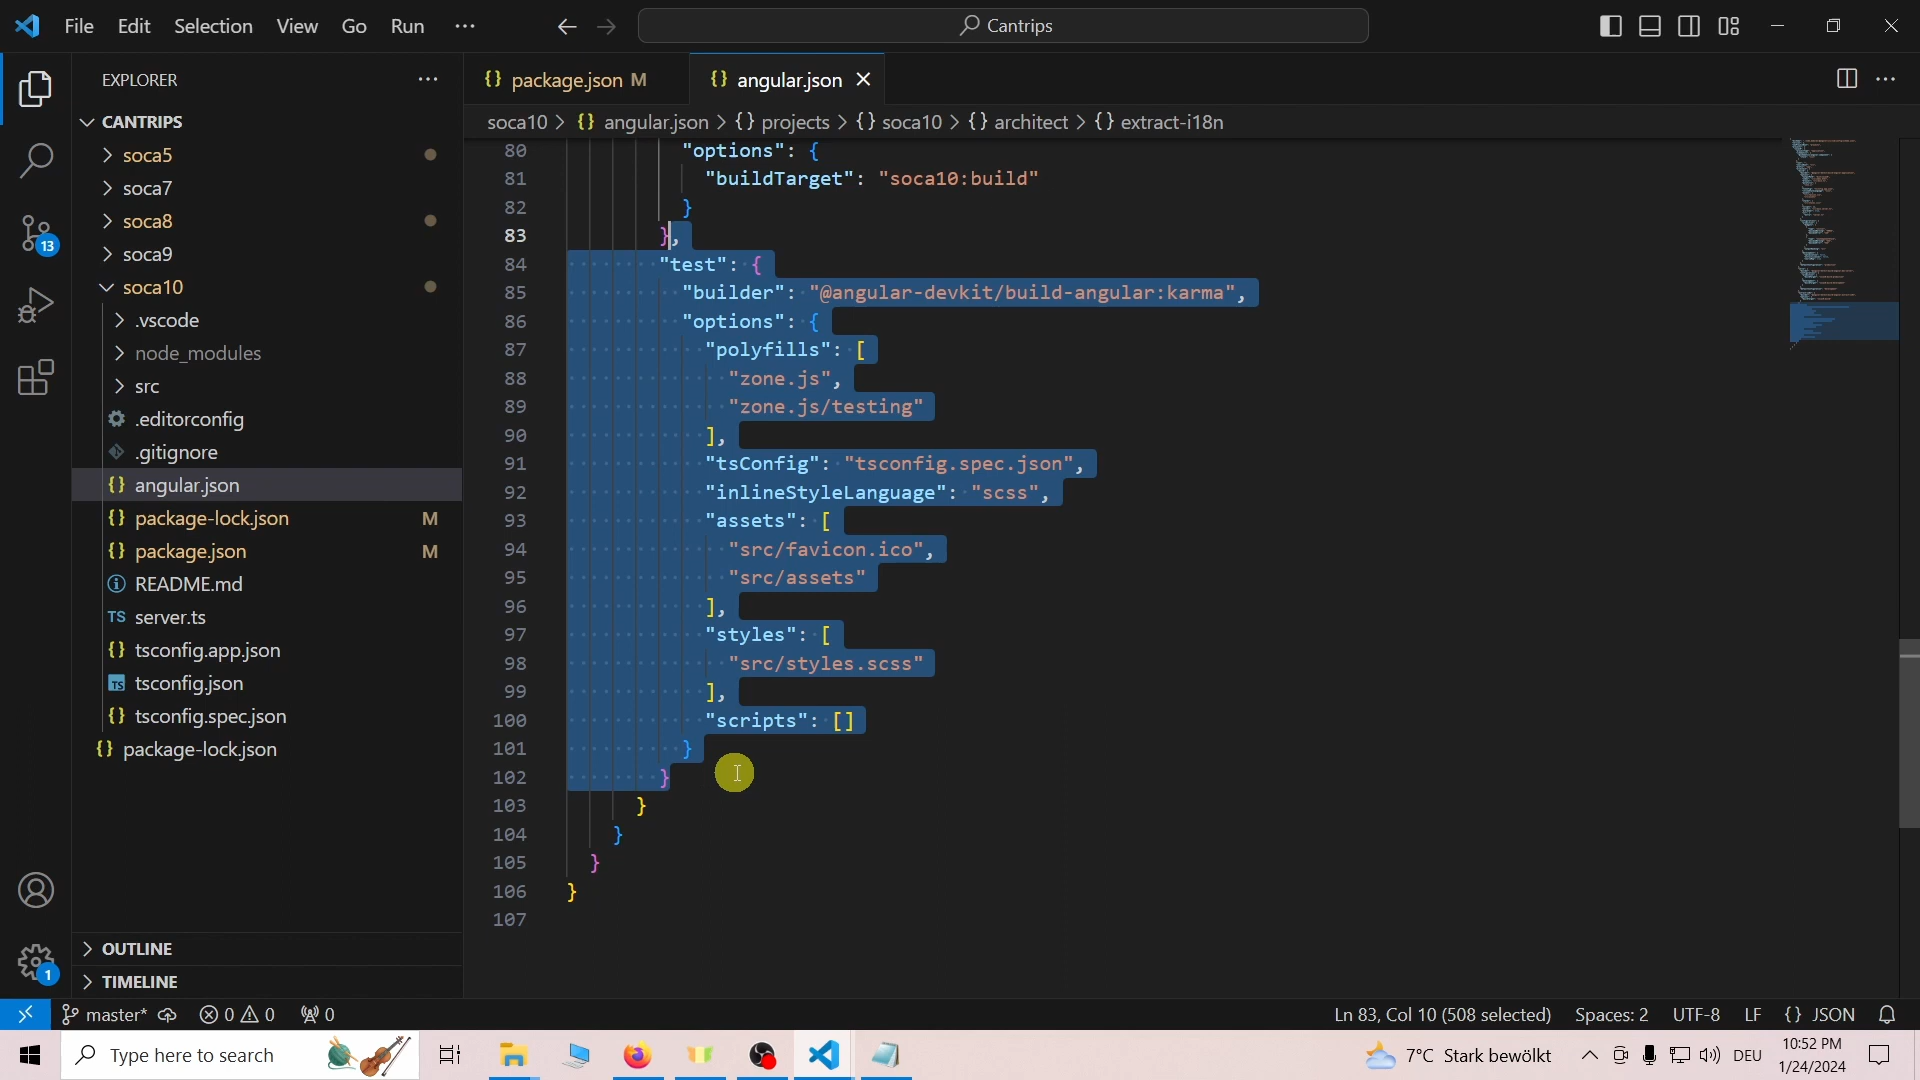 File Edit Selection View Go Run ···
Cantrips
EXPLORER
CANTRIPS
soca5
soca7
soca8
soca9
soca10
.vscode
node_modules
src
.editorconfig
.gitignore
angular.json
package-lock.json M
package.json M
README.md
TS server.ts
tsconfig.app.json
TS tsconfig.json
tsconfig.spec.json
package-lock.json
OUTLINE
TIMELINE
13
1
{} package.json M
{} angular.json
soca10 > {} angular.json > {} projects > {} soca10 > {} architect > {} extract-i18n
80 "options": {
81 "buildTarget": "soca10:build"
82 }
83 },
84 "test": {
85 "builder": "@angular-devkit/build-angular:karma",
86 "options": {
87 "polyfills": [
88 "zone.js",
89 "zone.js/testing"
90 ],
91 "tsConfig": "tsconfig.spec.json",
92 "inlineStyleLanguage": "scss",
93 "assets": [
94 "src/favicon.ico",
95 "src/assets"
96 ],
97 "styles": [
98 "src/styles.scss"
99 ],
100 "scripts": []
101 }
102 }
103 }
104 }
105 }
106 }
107
master* 0 0 0
Ln 83, Col 10 (508 selected) Spaces: 2 UTF-8 LF {} JSON
Type here to search
7°C Stark bewölkt
DEU
10:52 PM
1/24/2024